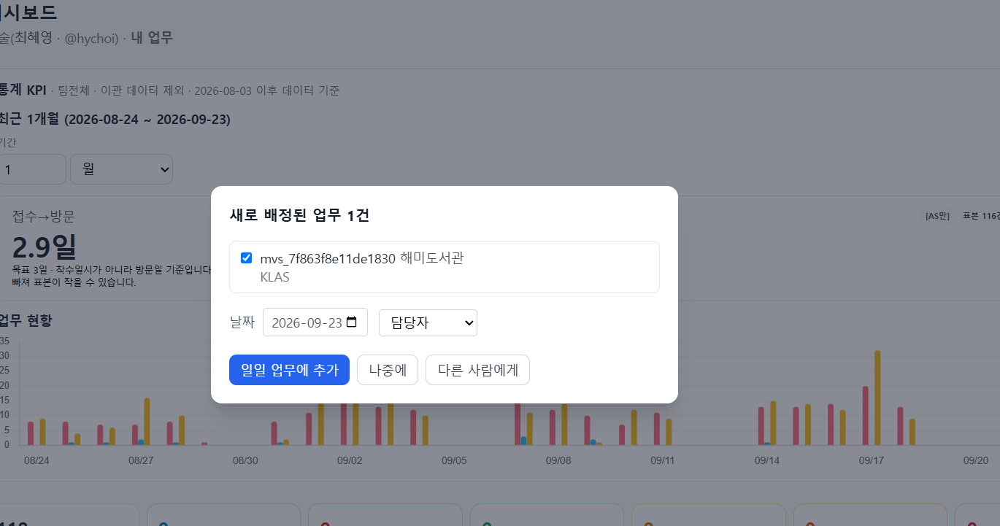 시보드
술(최혜영 · @hychoi) · 내 업무
통계 KPI · 팀전체 · 이관 데이터 제외 · 2026-08-03 이후 데이터 기준
최근 1개월 (2026-08-24 ~ 2026-09-23)
기간
1 월
접수→방문
[AS만] 표본 116건
2.9일
목표 3일 · 착수일시가 아니라 방문일 기준입니다
빠져 표본이 작을 수 있습니다.
새로 배정된 업무 1건
mvs_7f863f8e11de1830 해미도서관
KLAS
날짜 2026-09-23 담당자
일일 업무에 추가 나중에 다른 사람에게
업무 현황
35
30
25
20
15
10
5
0
08/24 08/27 08/30 09/02 09/05 09/08 09/11 09/14 09/17 09/20